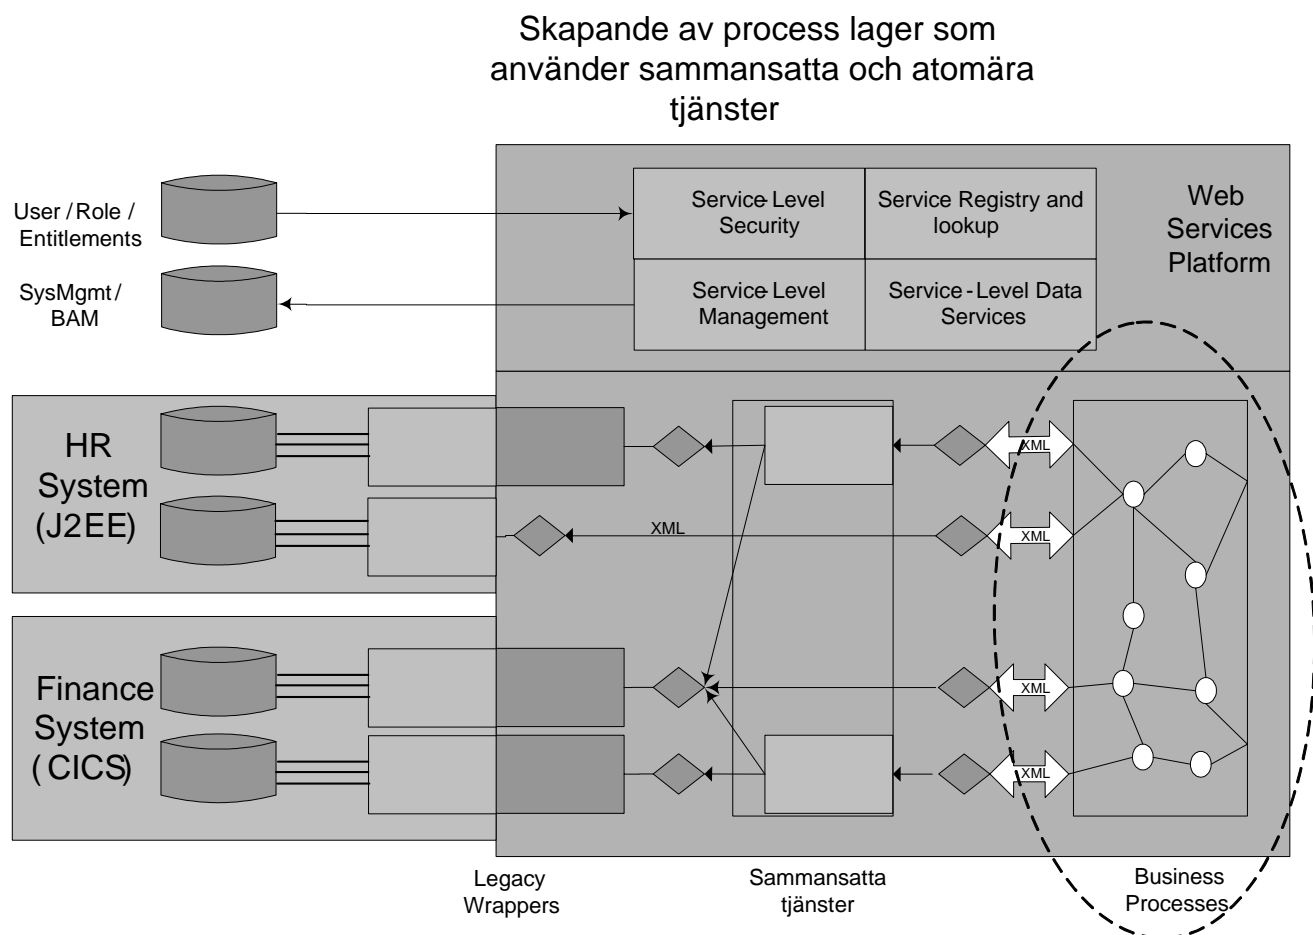 Skapande av process lager som
använder sammansatta och atomära
tjänster
User / Role /
Entitlements
SysMgmt /
BAM
Service-Level
Security
Service Registry and
lookup
Service-Level
Management
Service - Level Data
Services
Web
Services
Platform
HR
System
(J2EE)
XML
XML
XML
Finance
System
( CICS)
XML
XML
Legacy
Wrappers
Sammansatta
tjänster
Business
Processes